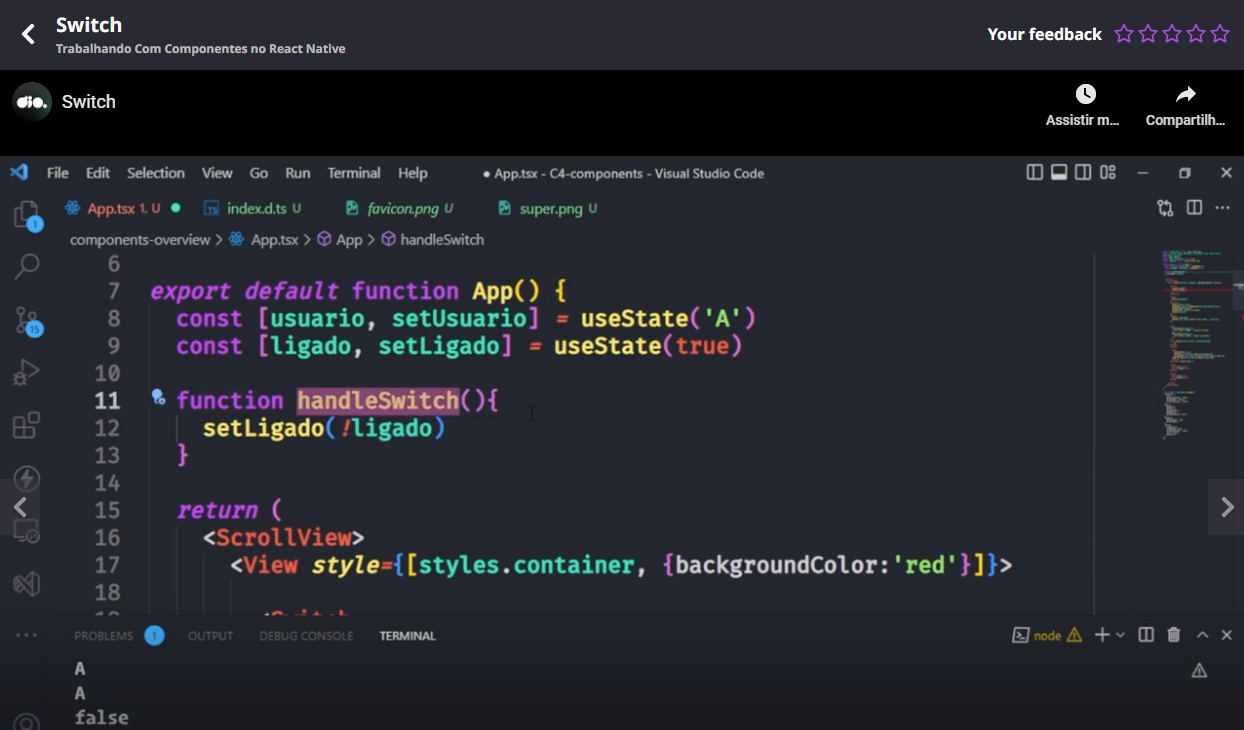 Switch
Trabalhando Com Componentes no React Native
Your feedback
dio.
Switch
Assistir m...
Compartilh...
File Edit Selection View Go Run Terminal Help
● App.tsx - C4-components - Visual Studio Code
App.tsx 1, U ●
TS index.d.ts U
favicon.png U
super.png U
1
components-overview > App.tsx > App > handleSwitch
6
7 export default function App() {
8 const [usuario, setUsuario] = useState('A')
9 const [ligado, setLigado] = useState(true)
10
11 function handleSwitch(){
12 setLigado(!ligado)
13 }
14
15 return (
16 <ScrollView>
17 <View style={[styles.container, {backgroundColor:'red'}]}>
18
15
PROBLEMS 1 OUTPUT DEBUG CONSOLE TERMINAL
node
A
A
false